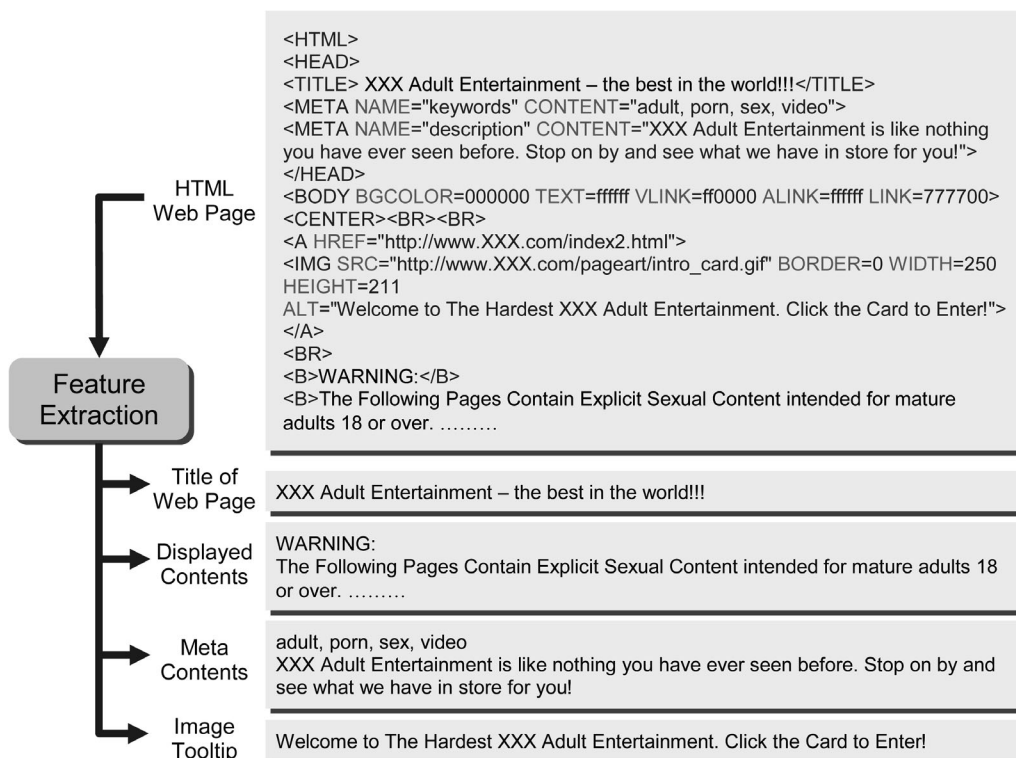 <HTML>
<HEAD>
<TITLE> XXX Adult Entertainment – the best in the world!!!</TITLE>
<META NAME="keywords" CONTENT="adult, porn, sex, video">
<META NAME="description" CONTENT="XXX Adult Entertainment is like nothing
you have ever seen before. Stop on by and see what we have in store for you!">
</HEAD>
<BODY BGCOLOR=000000 TEXT=ffffff VLINK=ff0000 ALINK=ffffff LINK=777700>
<CENTER><BR><BR>
<A HREF="http://www.XXX.com/index2.html">
<IMG SRC="http://www.XXX.com/pageart/intro_card.gif" BORDER=0 WIDTH=250
HEIGHT=211
ALT="Welcome to The Hardest XXX Adult Entertainment. Click the Card to Enter!">
</A>
<BR>
<B>WARNING:</B>
<B>The Following Pages Contain Explicit Sexual Content intended for mature
adults 18 or over. ………
HTML
Web Page
Feature
Extraction
Title of
Web Page
XXX Adult Entertainment – the best in the world!!!
Displayed
Contents
WARNING:
The Following Pages Contain Explicit Sexual Content intended for mature adults 18
or over. ………
Meta
Contents
adult, porn, sex, video
XXX Adult Entertainment is like nothing you have ever seen before. Stop on by and
see what we have in store for you!
Image
Tooltip
Welcome to The Hardest XXX Adult Entertainment. Click the Card to Enter!